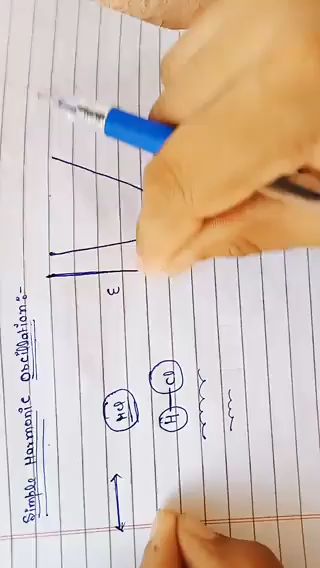 Simple Harmonic Oscillation:-
HCl
H-Cl
ε